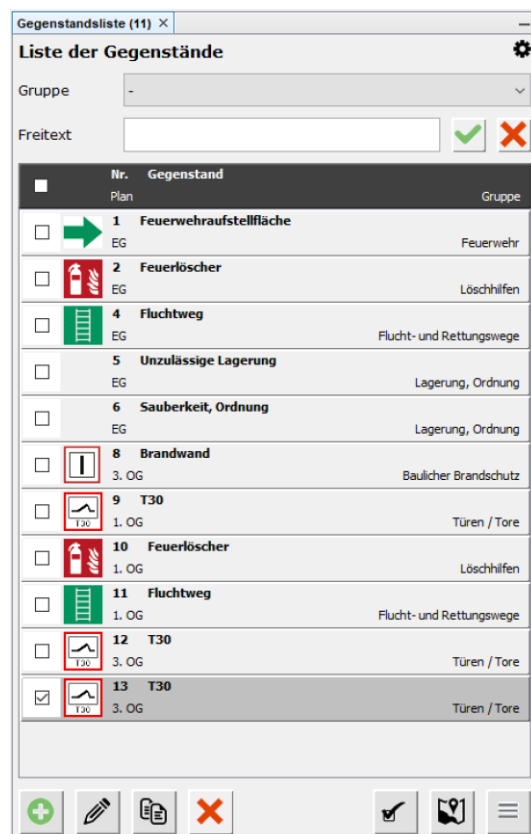 Gegenstandsliste (11) ×
Liste der Gegenstände
Gruppe -
Freitext
Nr. Gegenstand
Plan Gruppe
1 Feuerwehraufstellfläche
EG Feuerwehr
2 Feuerlöscher
EG Löschhilfen
4 Fluchtweg
EG Flucht- und Rettungswege
5 Unzulässige Lagerung
EG Lagerung, Ordnung
6 Sauberkeit, Ordnung
EG Lagerung, Ordnung
8 Brandwand
3. OG Baulicher Brandschutz
9 T30
T30 1. OG Türen / Tore
10 Feuerlöscher
1. OG Löschhilfen
11 Fluchtweg
1. OG Flucht- und Rettungswege
12 T30
T30 3. OG Türen / Tore
13 T30
T30 3. OG Türen / Tore